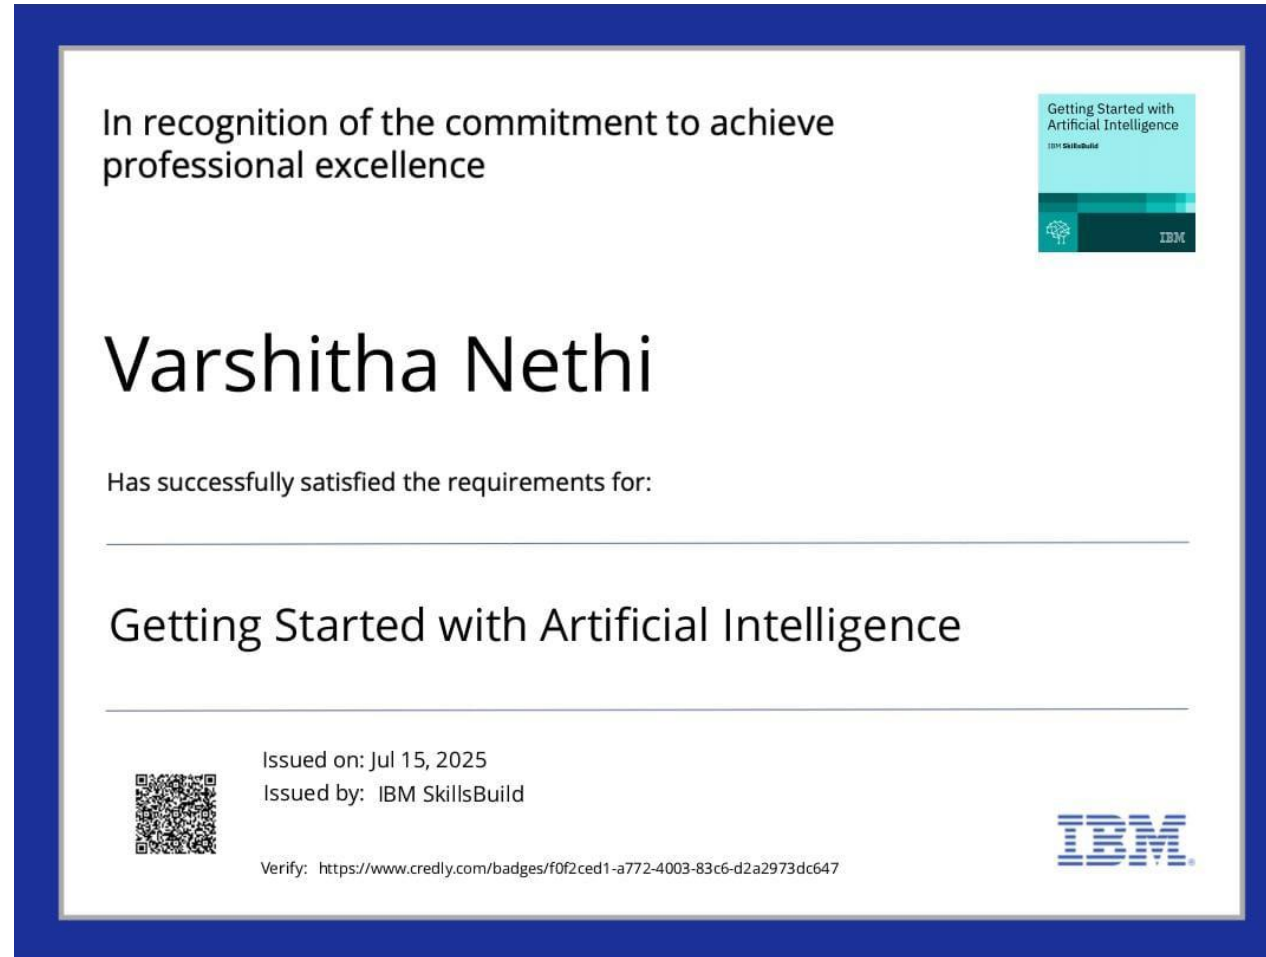 In recognition of the commitment to achieve
professional excellence
Getting Started with
Artificial Intelligence
IBM SkillsBuild
IBM
Varshitha Nethi
Has successfully satisfied the requirements for:
Getting Started with Artificial Intelligence
Issued on: Jul 15, 2025
Issued by: IBM SkillsBuild
Verify: https://www.credly.com/badges/f0f2ced1-a772-4003-83c6-d2a2973dc647
IBM®